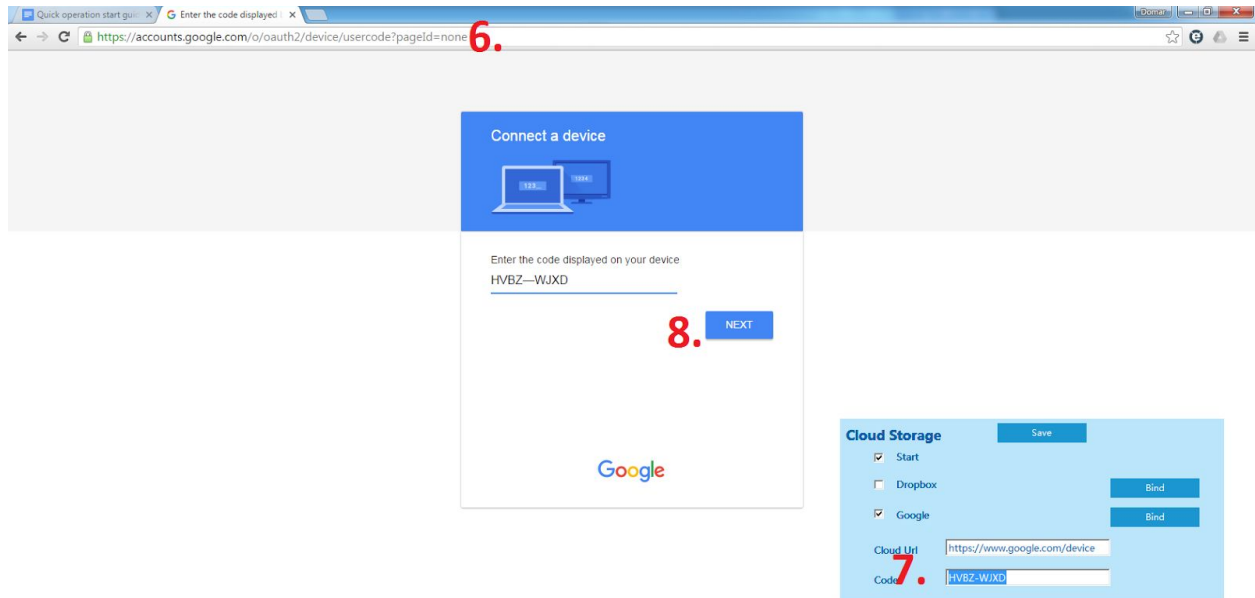 Quick operation start guid
Enter the code displayed
Domar
https://accounts.google.com/o/oauth2/device/usercode?pageId=none
6.
Connect a device
123...
1234
Enter the code displayed on your device
HVBZ—WJXD
8.
NEXT
Google
Cloud Storage
Save
Start
Dropbox
Bind
Google
Bind
Cloud Url
https://www.google.com/device
7.
Code
HVBZ-WJXD